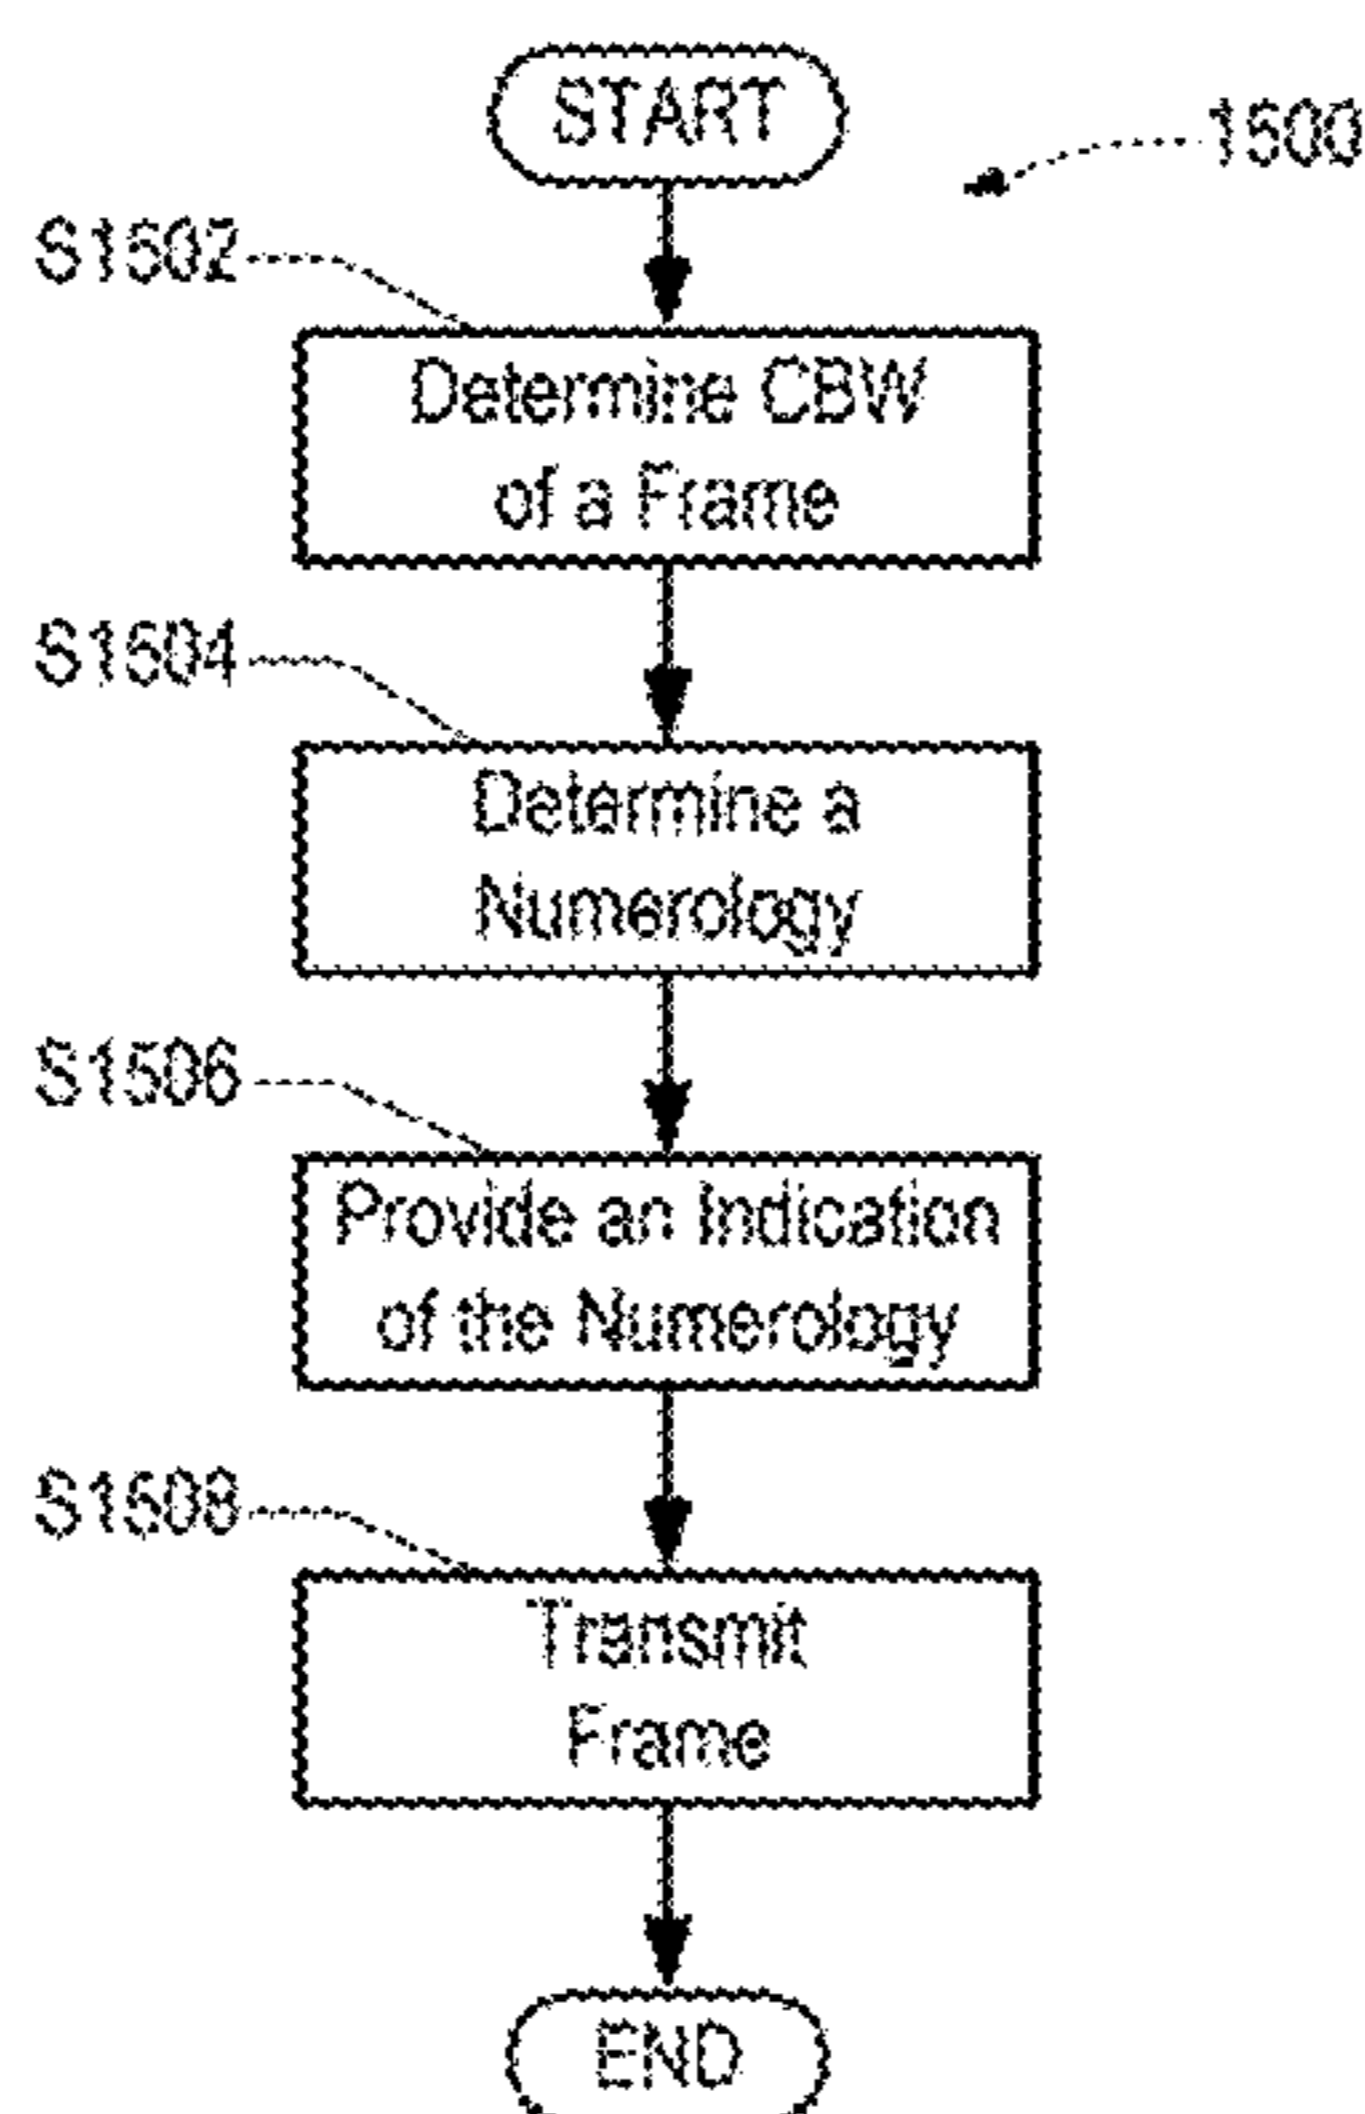 START
1500
S1502
Determine CBW
of a Frame
S1504
Determine a
Numerology
S1506
Provide an Indication
of the Numerology
S1508
Transmit
Frame
END